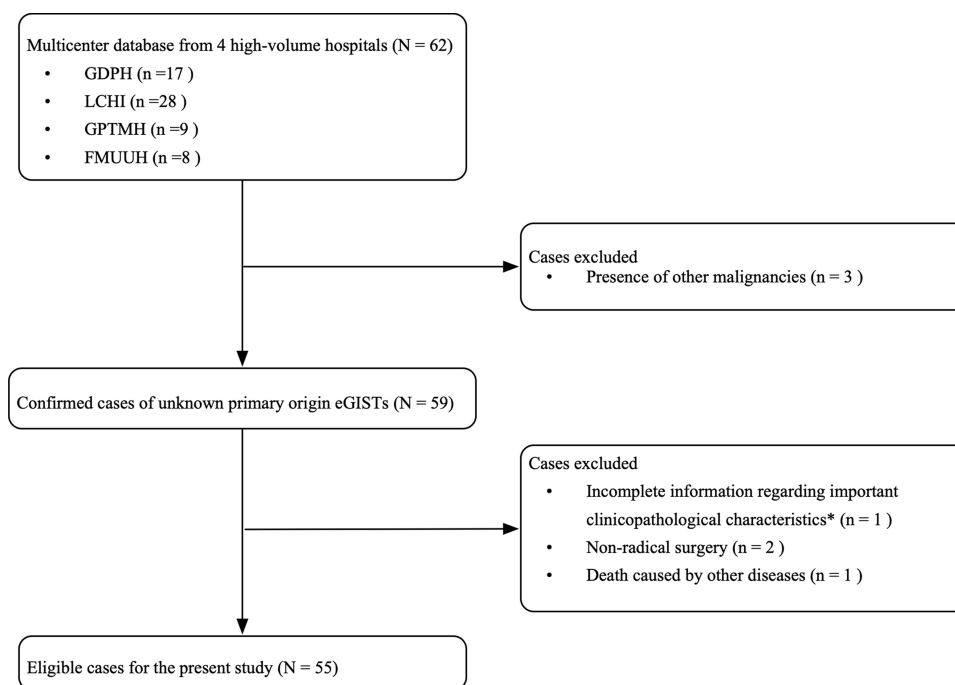 Multicenter database from 4 high-volume hospitals (N = 62)
• GDPH (n =17 )
• LCHI (n =28 )
• GPTMH (n =9 )
• FMUUH (n =8 )
Cases excluded
• Presence of other malignancies (n = 3 )
Confirmed cases of unknown primary origin eGISTs (N = 59)
Cases excluded
• Incomplete information regarding important
clinicopathological characteristics* (n = 1 )
• Non-radical surgery (n = 2 )
• Death caused by other diseases (n = 1 )
Eligible cases for the present study (N = 55)